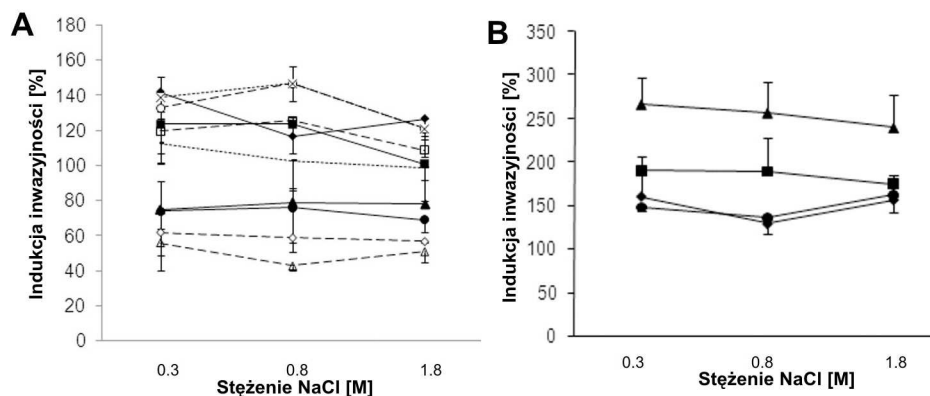 A
Indukcja inwazyjności [%]
180
160
140
120
100
80
60
40
20
0
0.3 0.8 1.8
Stężenie NaCl [M]
B
Indukcja inwazyjności [%]
350
300
250
200
150
100
50
0
0.3 0.8 1.8
Stężenie NaCl [M]